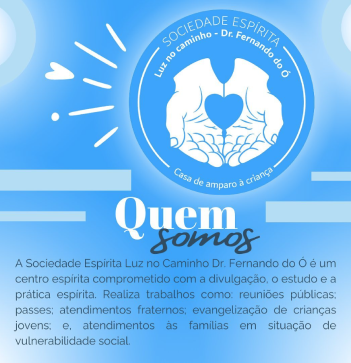 SOCIEDADE ESPÍRITA
Luz no caminho - Dr. Fernando do Ó
Casa de amparo à criança
Quem
somos
A Sociedade Espírita Luz no Caminho Dr. Fernando do Ó é um
centro espírita comprometido com a divulgação, o estudo e a
prática espírita. Realiza trabalhos como: reuniões públicas;
passes; atendimentos fraternos; evangelização de crianças
jovens; e, atendimentos às famílias em situação de
vulnerabilidade social.